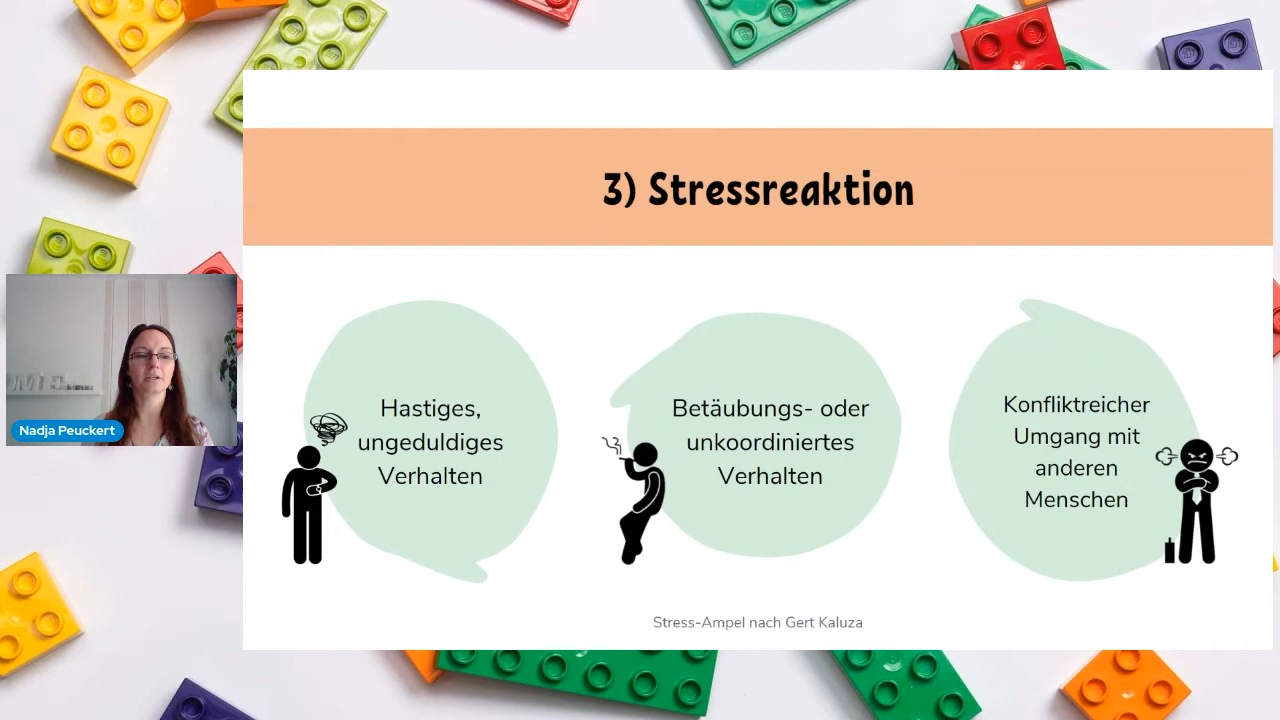 3) Stressreaktion
Hastiges,
ungeduldiges
Verhalten
Betäubungs- oder
unkoordiniertes
Verhalten
Konfliktreicher
Umgang mit
anderen
Menschen
Stress-Ampel nach Gert Kaluza
Nadja Peuckert